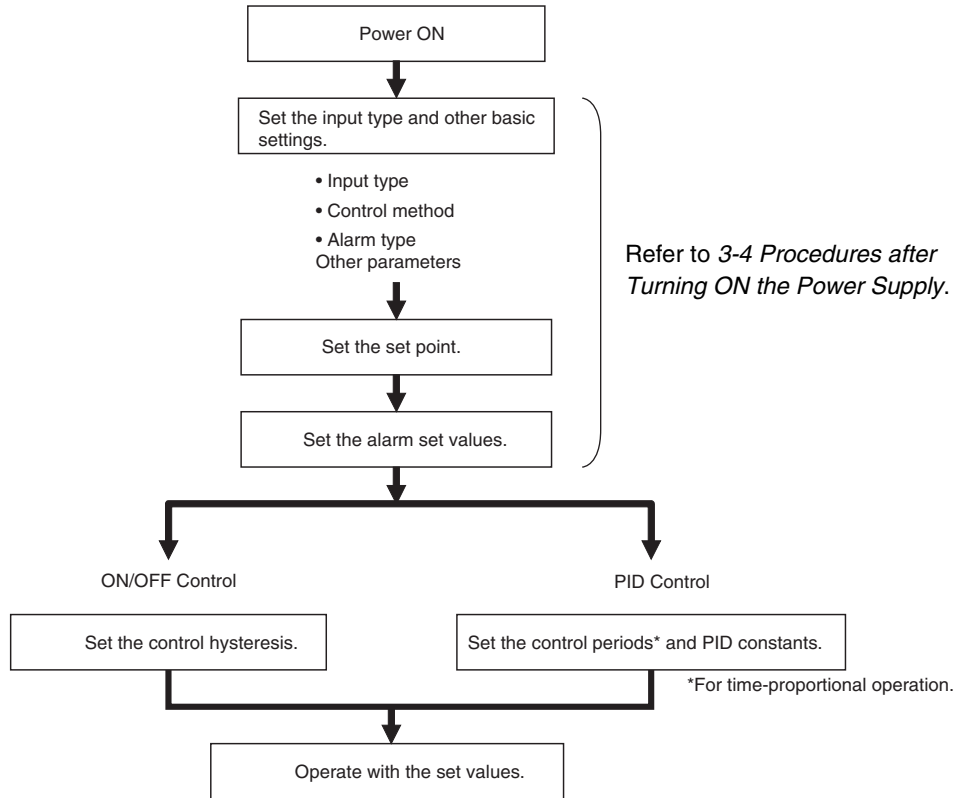 Power ON
Set the input type and other basic
settings.
• Input type
• Control method
• Alarm type
Other parameters
Refer to 3-4 Procedures after
Turning ON the Power Supply.
Set the set point.
Set the alarm set values.
ON/OFF Control
PID Control
Set the control hysteresis.
Set the control periods* and PID constants.
*For time-proportional operation.
Operate with the set values.